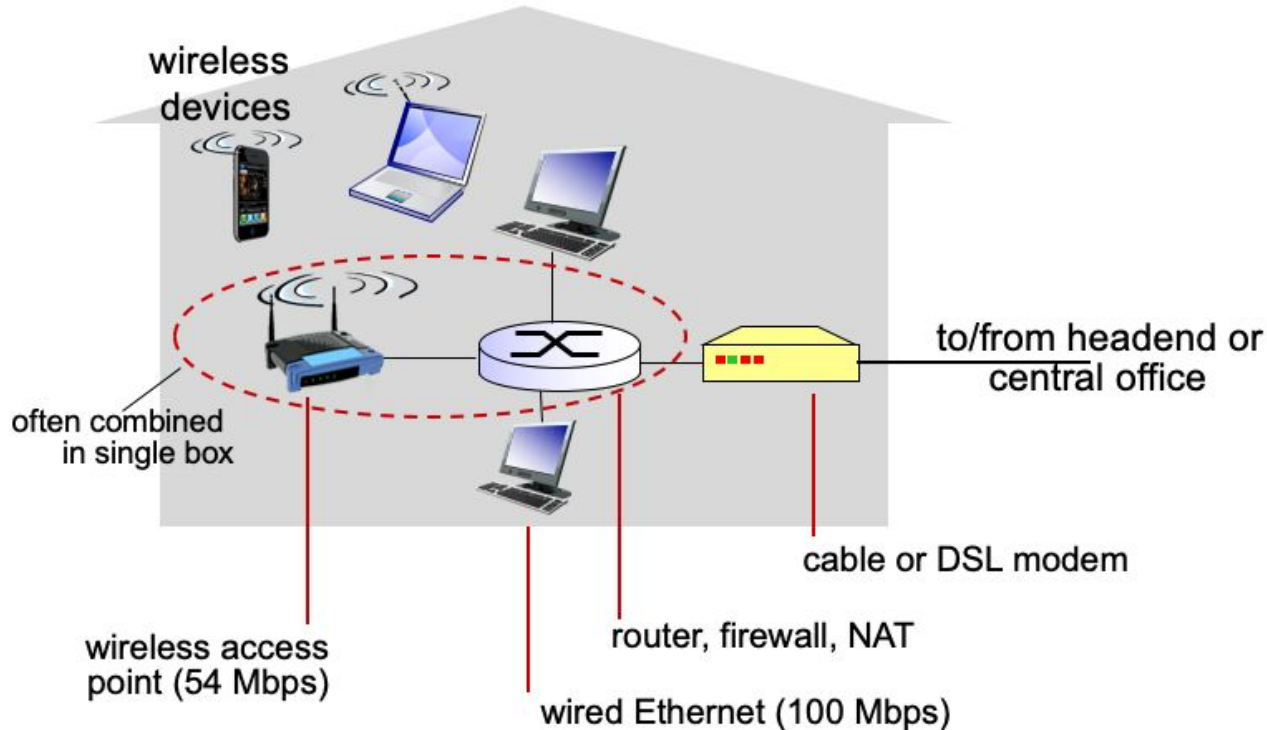 wireless
devices
to/from headend or
central office
often combined
in single box
cable or DSL modem
router, firewall, NAT
wireless access
point (54 Mbps)
wired Ethernet (100 Mbps)